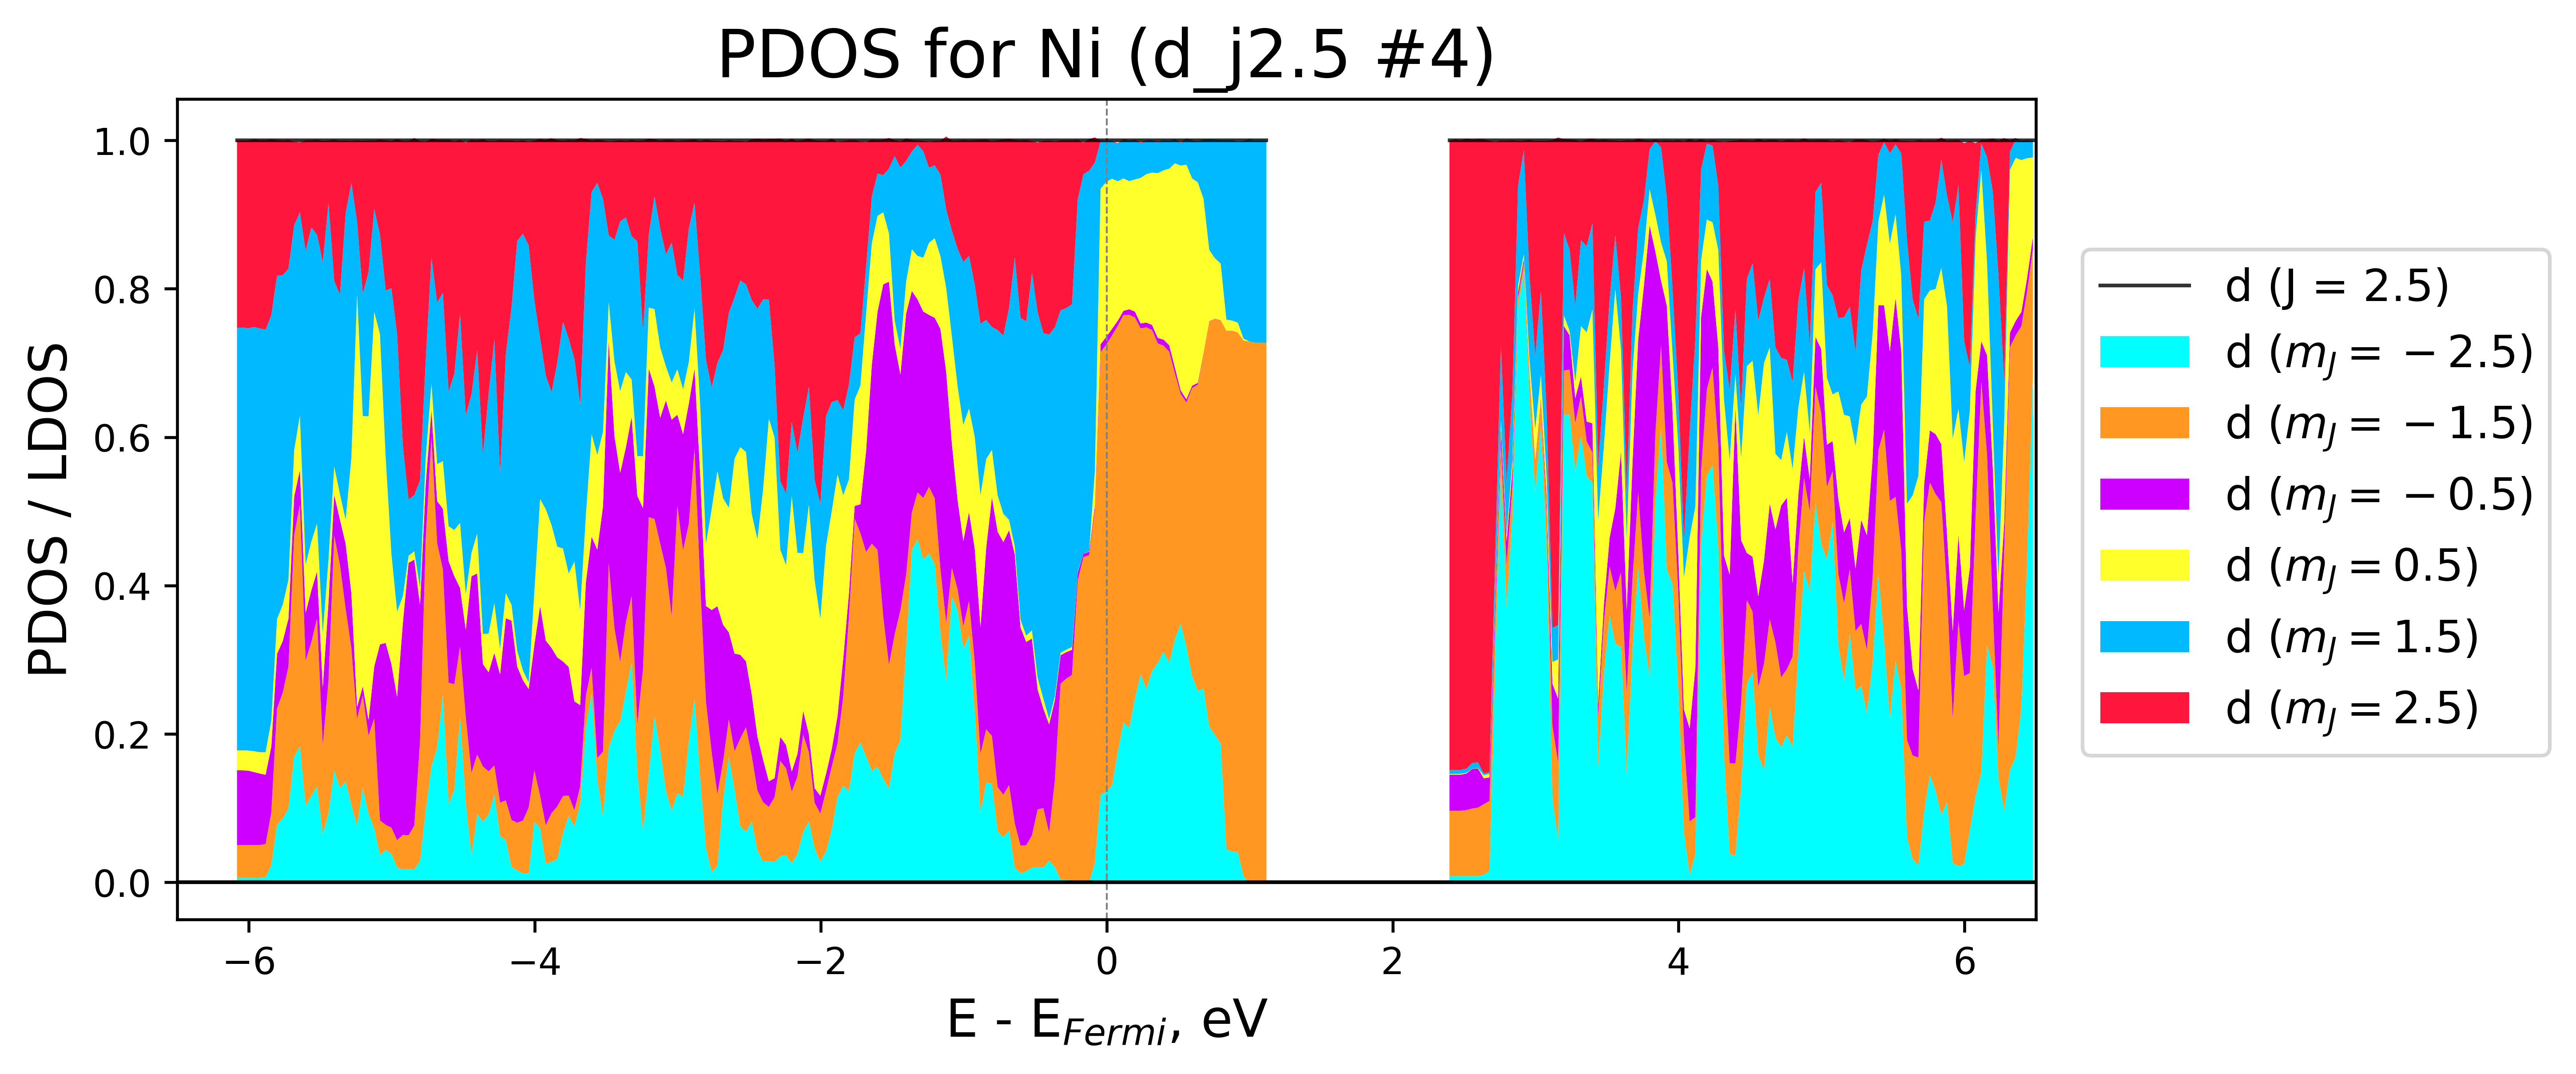 PDOS for Ni (d_j2.5 #4)
PDOS / LDOS
1.0
0.8
0.6
0.4
0.2
0.0
−6 −4 −2 0 2 4 6
E - E_Fermi, eV
d (J = 2.5)
d (m_J = −2.5)
d (m_J = −1.5)
d (m_J = −0.5)
d (m_J = 0.5)
d (m_J = 1.5)
d (m_J = 2.5)